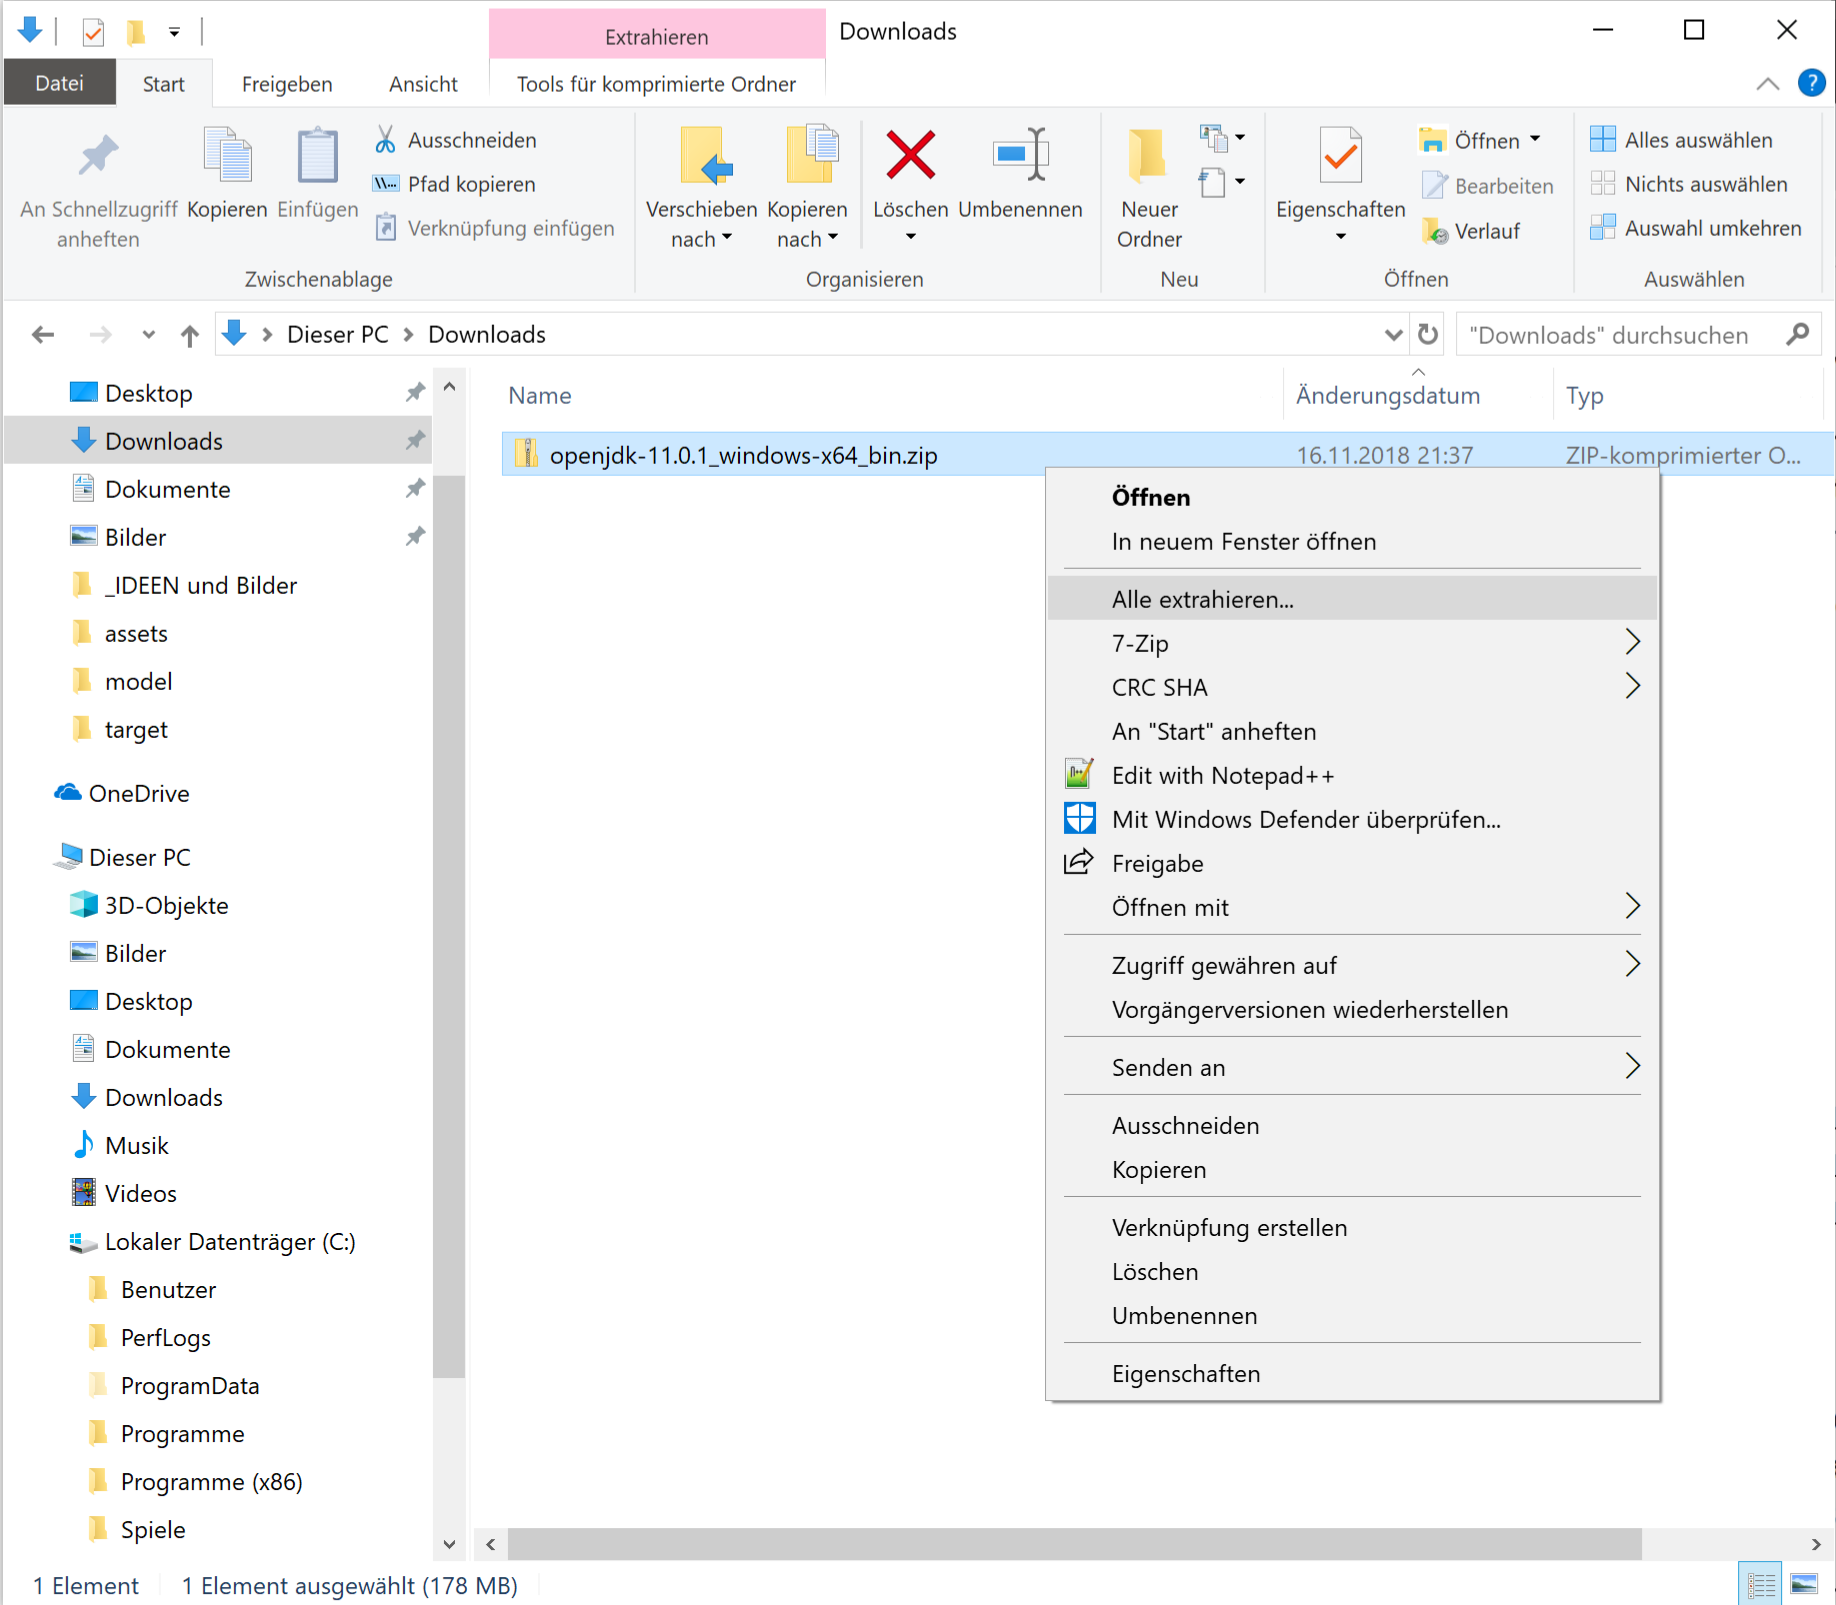 Extrahieren
Downloads
Datei
Start
Freigeben
Ansicht
Tools für komprimierte Ordner
An Schnellzugriff
anheften
Kopieren
Einfügen
Ausschneiden
Pfad kopieren
Verknüpfung einfügen
Zwischenablage
Verschieben
nach
Kopieren
nach
Löschen
Umbenennen
Organisieren
Neuer
Ordner
Neu
Eigenschaften
Öffnen
Bearbeiten
Verlauf
Öffnen
Alles auswählen
Nichts auswählen
Auswahl umkehren
Auswählen
Dieser PC
Downloads
"Downloads" durchsuchen
Desktop
Downloads
Dokumente
Bilder
_IDEEN und Bilder
assets
model
target
OneDrive
Dieser PC
3D-Objekte
Bilder
Desktop
Dokumente
Downloads
Musik
Videos
Lokaler Datenträger (C:)
Benutzer
PerfLogs
ProgramData
Programme
Programme (x86)
Spiele
Name
Änderungsdatum
Typ
openjdk-11.0.1_windows-x64_bin.zip
16.11.2018 21:37
ZIP-komprimierter O...
Öffnen
In neuem Fenster öffnen
Alle extrahieren...
7-Zip
CRC SHA
An "Start" anheften
Edit with Notepad++
Mit Windows Defender überprüfen...
Freigabe
Öffnen mit
Zugriff gewähren auf
Vorgängerversionen wiederherstellen
Senden an
Ausschneiden
Kopieren
Verknüpfung erstellen
Löschen
Umbenennen
Eigenschaften
1 Element
1 Element ausgewählt (178 MB)